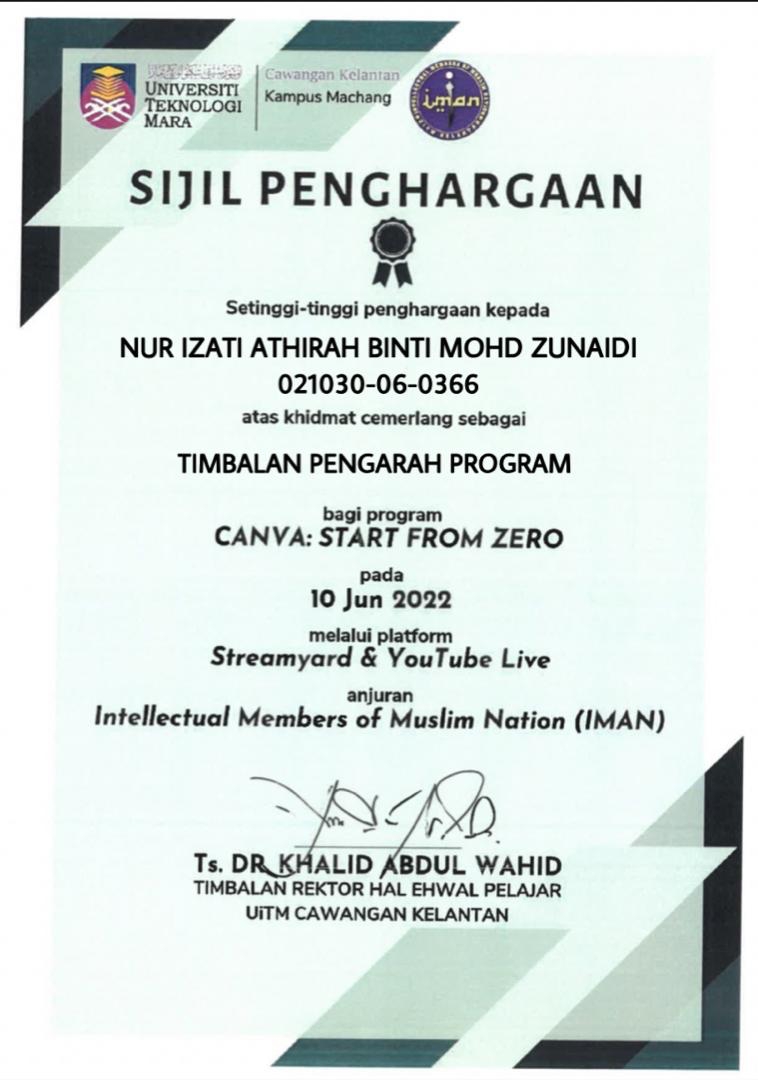 UNIVERSITI
TEKNOLOGI
MARA
Cawangan Kelantan
Kampus Machang
iman
SIJIL PENGHARGAAN
Setinggi-tinggi penghargaan kepada
NUR IZATI ATHIRAH BINTI MOHD ZUNAIDI
021030-06-0366
atas khidmat cemerlang sebagai
TIMBALAN PENGARAH PROGRAM
bagi program
CANVA: START FROM ZERO
pada
10 Jun 2022
melalui platform
Streamyard & YouTube Live
anjuran
Intellectual Members of Muslim Nation (IMAN)
Ts. DR KHALID ABDUL WAHID
TIMBALAN REKTOR HAL EHWAL PELAJAR
UiTM CAWANGAN KELANTAN